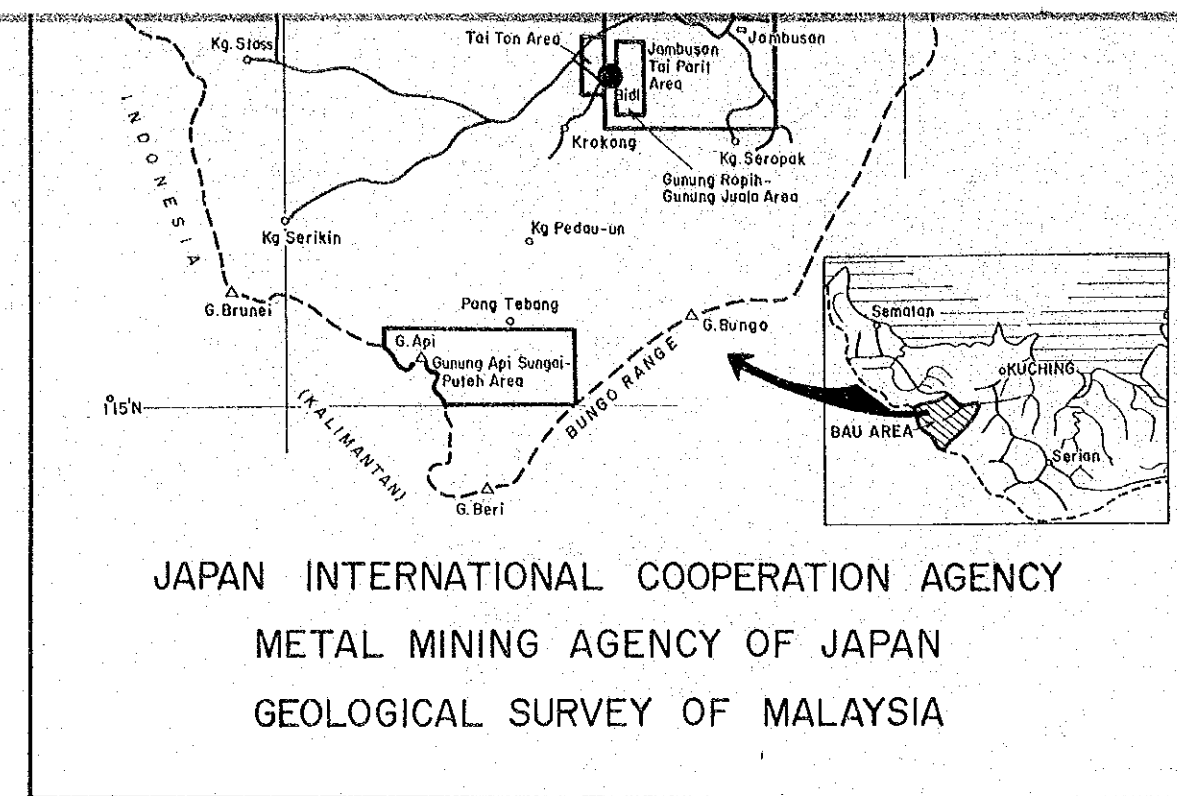 Kg. Stass
Tai Ton Area
Jambusan
Tai Parit
Area
Jambusan
Bidi
INDONESIA
Krokong
Kg. Seropak
Gunung Ropih-
Gunung Juala Area
Kg Serikin
Kg Pedau-un
G. Brunei
Pang Tebang
G. Bungo
G. Api
Gunung Api Sungai-
Puteh Area
1°15'N
(KALIMANTAN)
BUNGO RANGE
G. Beri
Sematan
KUCHING
BAU AREA
Serian
JAPAN INTERNATIONAL COOPERATION AGENCY
METAL MINING AGENCY OF JAPAN
GEOLOGICAL SURVEY OF MALAYSIA